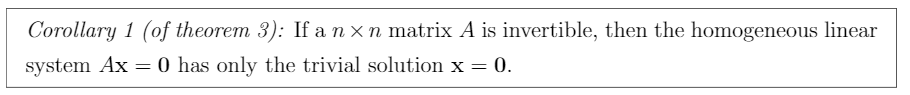 Corollary 1 (of theorem 3): If a n × n matrix A is invertible, then the homogeneous linear
system Ax = 0 has only the trivial solution x = 0.